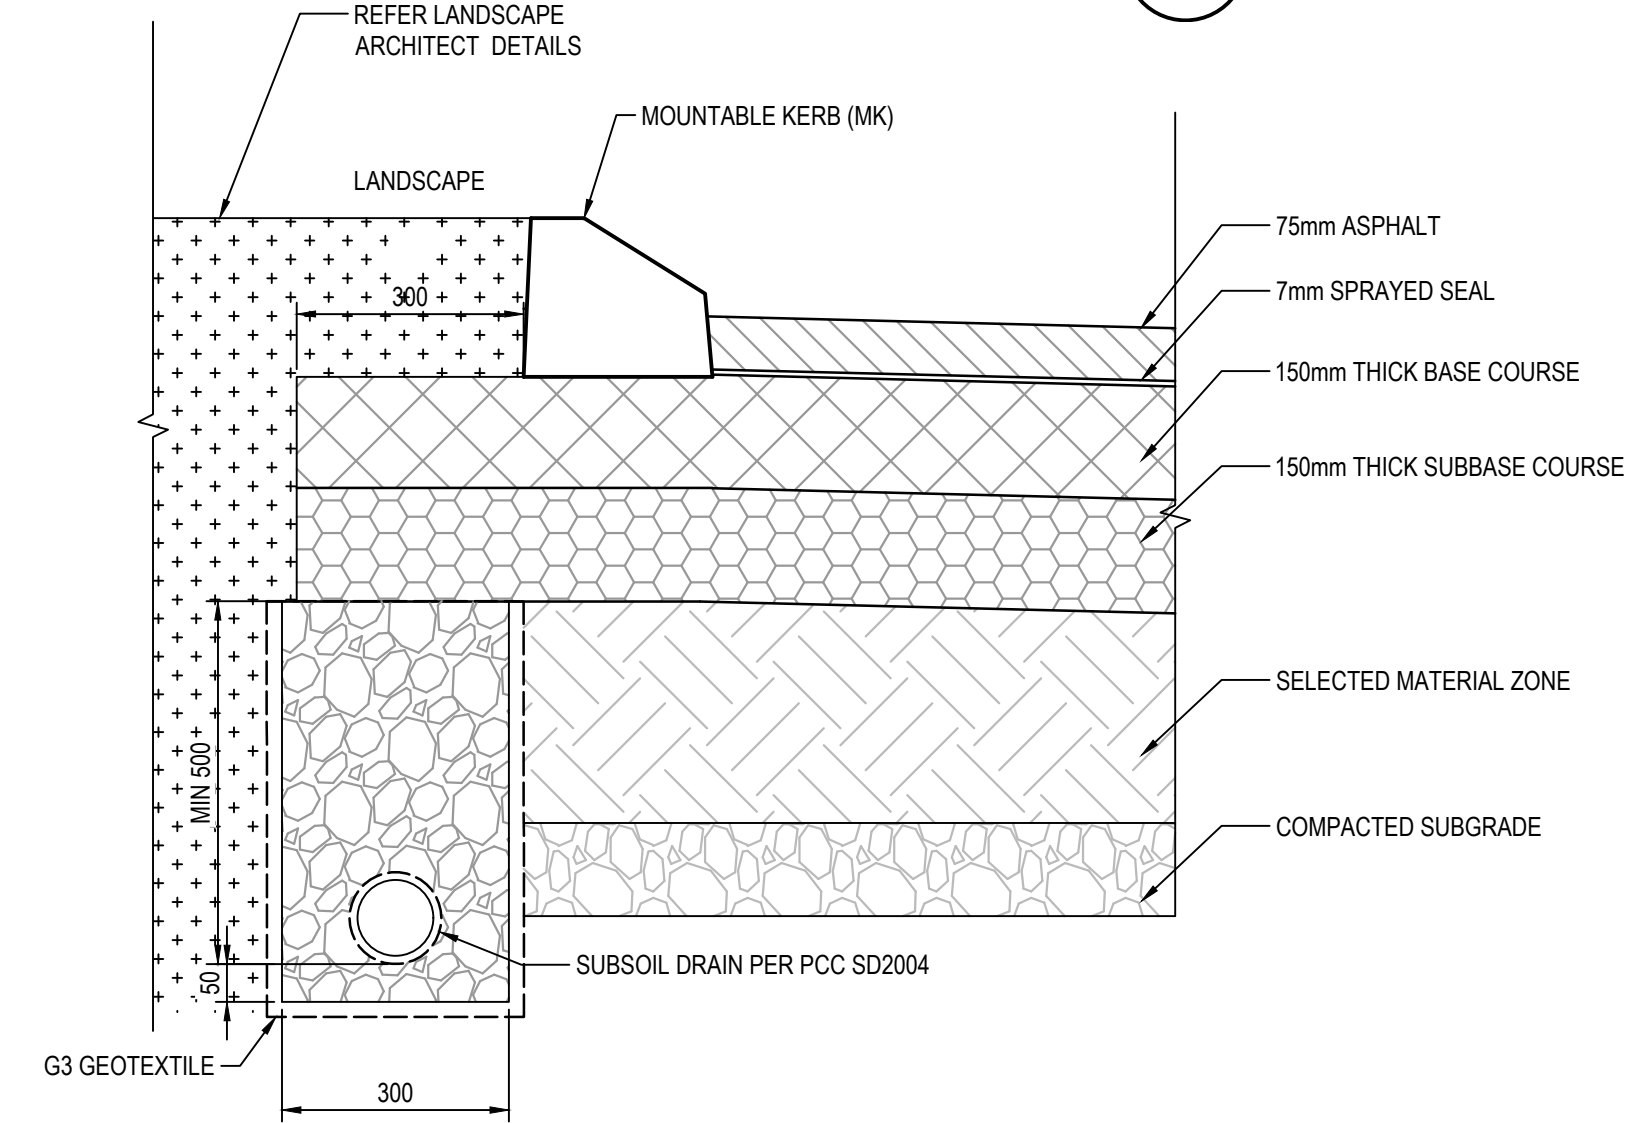 REFER LANDSCAPE
ARCHITECT DETAILS
MOUNTABLE KERB (MK)
LANDSCAPE
75mm ASPHALT
7mm SPRAYED SEAL
300
150mm THICK BASE COURSE
150mm THICK SUBBASE COURSE
SELECTED MATERIAL ZONE
MIN 500
COMPACTED SUBGRADE
SUBSOIL DRAIN PER PCC SD2004
50
G3 GEOTEXTILE
300